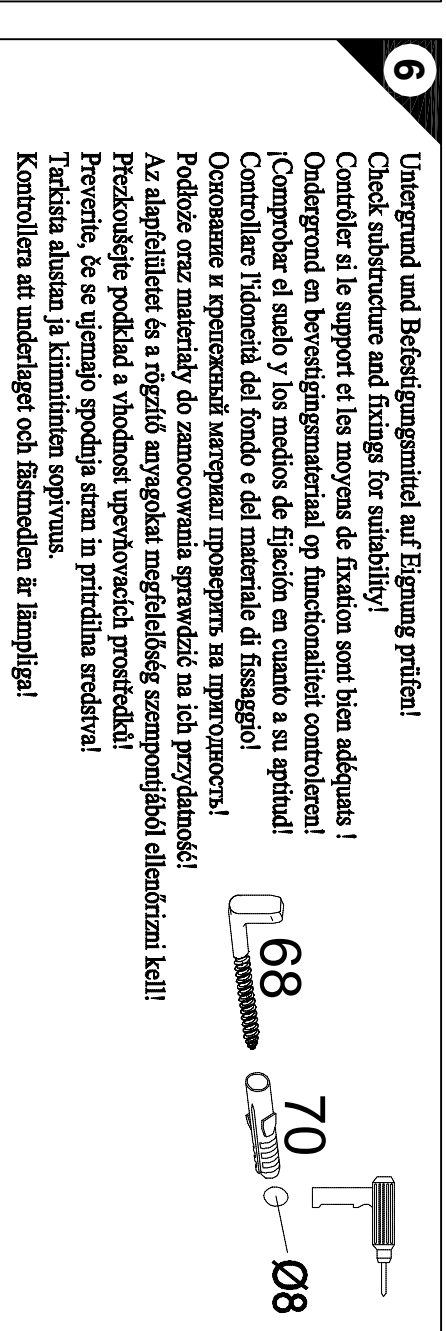 6
Untergrund und Befestigungsmittel auf Eignung prüfen!
Check substructure and fixings for suitability!
Contrôler si le support et les moyens de fixation sont bien adéquats !
Ondergrond en bevestigingsmateriaal op functionaliteit controleren!
¡Comprobar el suelo y los medios de fijación en cuanto a su aptitud!
Controllare l'idoneità del fondo e del materiale di fissaggio!
Основание и крепежный материал проверить на пригодность!
Podłoże oraz materiały do zamocowania sprawdzić na ich przydatność!
Az alapfelületet és a rögzítő anyagokat megfelelőség szempontjából ellenőrizni kell!
Přezkoušejte podklad a vhodnost upevňovacích prostředků!
Preverite, če se ujemajo spodnja stran in pritrdilna sredstva!
Tarkista alustan ja kiinnitinten sopivuus.
Kontrollera att underlaget och fästmedlen är lämpliga!
68
70
Ø8